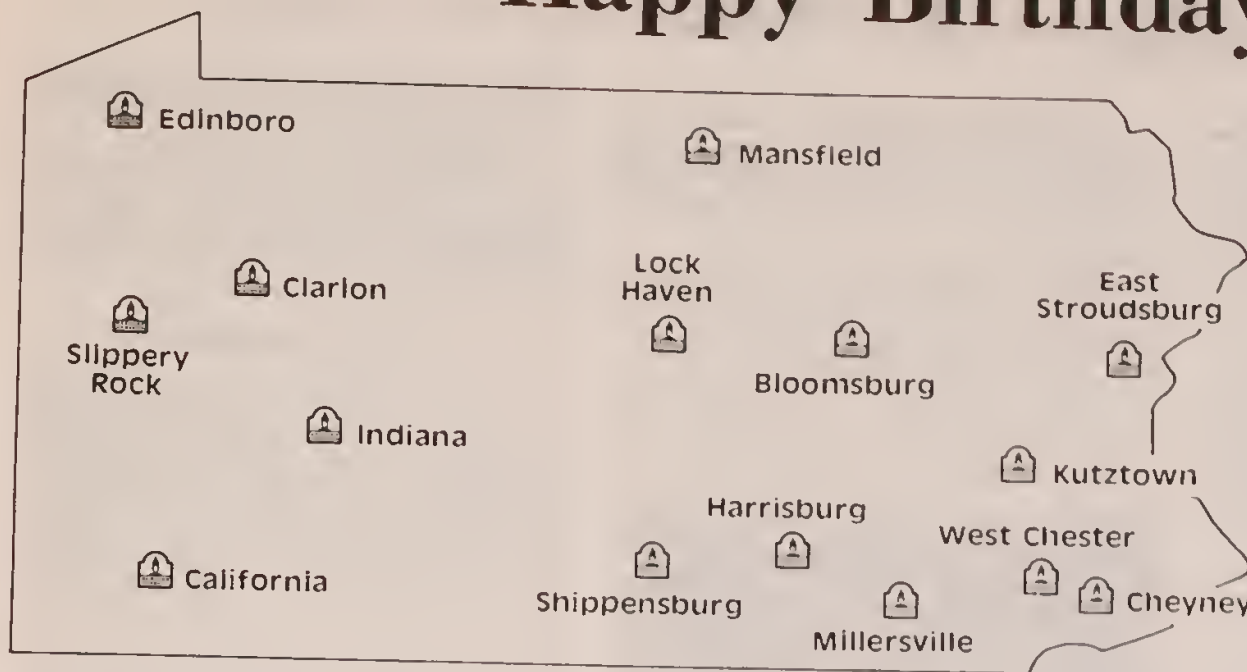 Happy Birthday
Edinboro
Mansfield
Clarion
Lock
Haven
East
Stroudsburg
Slippery
Rock
Bloomsburg
Indiana
Kutztown
Harrisburg
West Chester
California
Shippensburg
Cheyney
Millersville